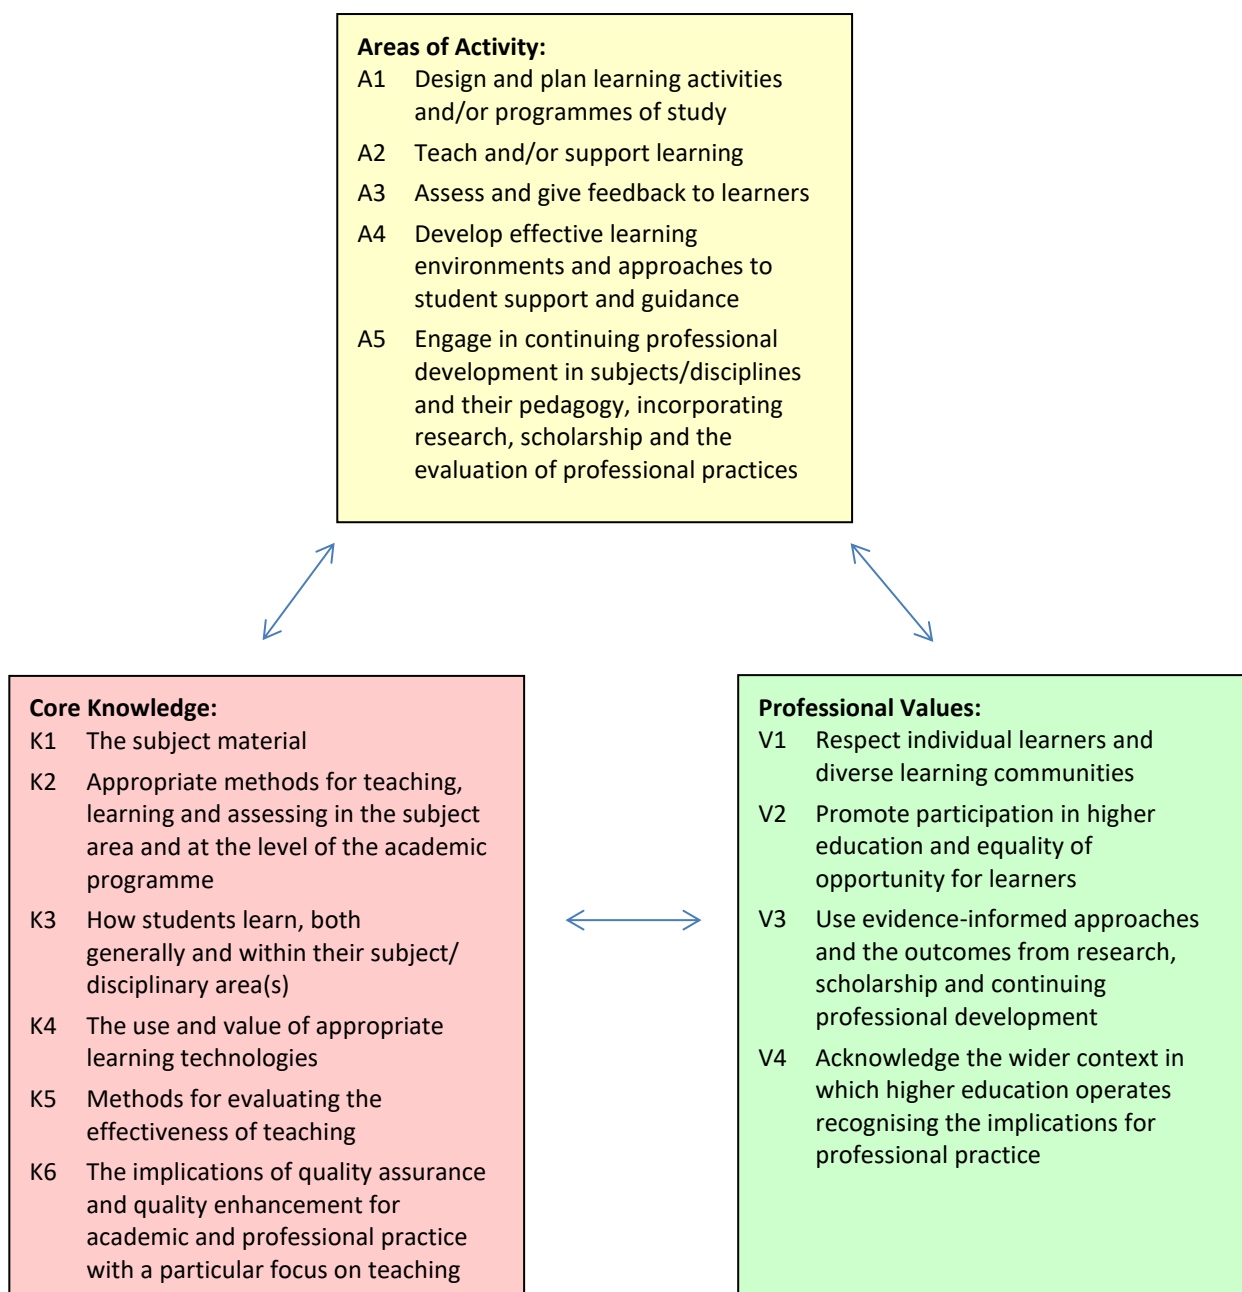 Areas of Activity:
A1 Design and plan learning activities
and/or programmes of study
A2 Teach and/or support learning
A3 Assess and give feedback to learners
A4 Develop effective learning
environments and approaches to
student support and guidance
A5 Engage in continuing professional
development in subjects/disciplines
and their pedagogy, incorporating
research, scholarship and the
evaluation of professional practices
Core Knowledge:
K1 The subject material
K2 Appropriate methods for teaching,
learning and assessing in the subject
area and at the level of the academic
programme
K3 How students learn, both
generally and within their subject/
disciplinary area(s)
K4 The use and value of appropriate
learning technologies
K5 Methods for evaluating the
effectiveness of teaching
K6 The implications of quality assurance
and quality enhancement for
academic and professional practice
with a particular focus on teaching
Professional Values:
V1 Respect individual learners and
diverse learning communities
V2 Promote participation in higher
education and equality of
opportunity for learners
V3 Use evidence-informed approaches
and the outcomes from research,
scholarship and continuing
professional development
V4 Acknowledge the wider context in
which higher education operates
recognising the implications for
professional practice